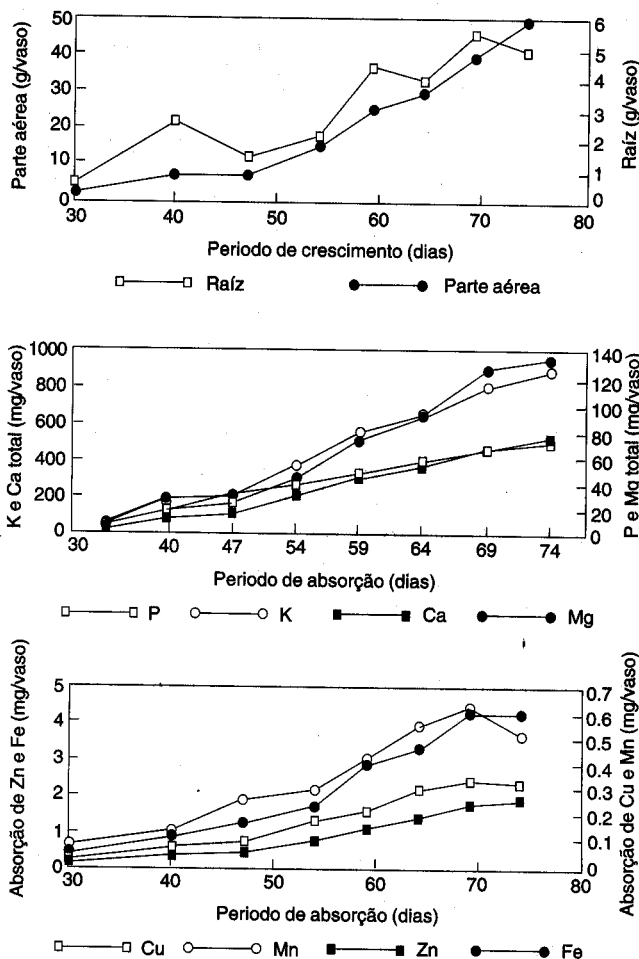 Parte aérea (g/vaso)
50
40
30
20
10
0
6
5
4
3
2
1
0
Raíz (g/vaso)
30 40 50 60 70 80
Periodo de crescimento (dias)
Raíz Parte aérea
K e Ca total (mg/vaso)
1000
800
600
400
200
0
140
120
100
80
60
40
20
0
P e Mg total (mg/vaso)
30 40 47 54 59 64 69 74
Periodo de absorção (dias)
P K Ca Mg
Absorção de Zn e Fe (mg/vaso)
5
4
3
2
1
0
0.7
0.6
0.5
0.4
0.3
0.2
0.1
0
Absorção de Cu e Mn (mg/vaso)
30 40 50 60 70 80
Periodo de absorção (dias)
Cu Mn Zn Fe